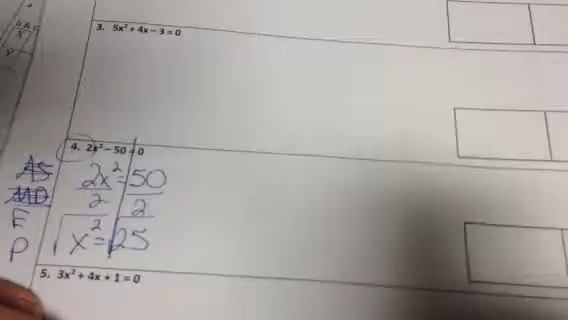 3. 5x² + 4x − 3 = 0
4. 2x² − 50 = 0
AS
MD
E
P
2x² = 50
2 2
√x² = √25
5. 3x² + 4x + 1 = 0